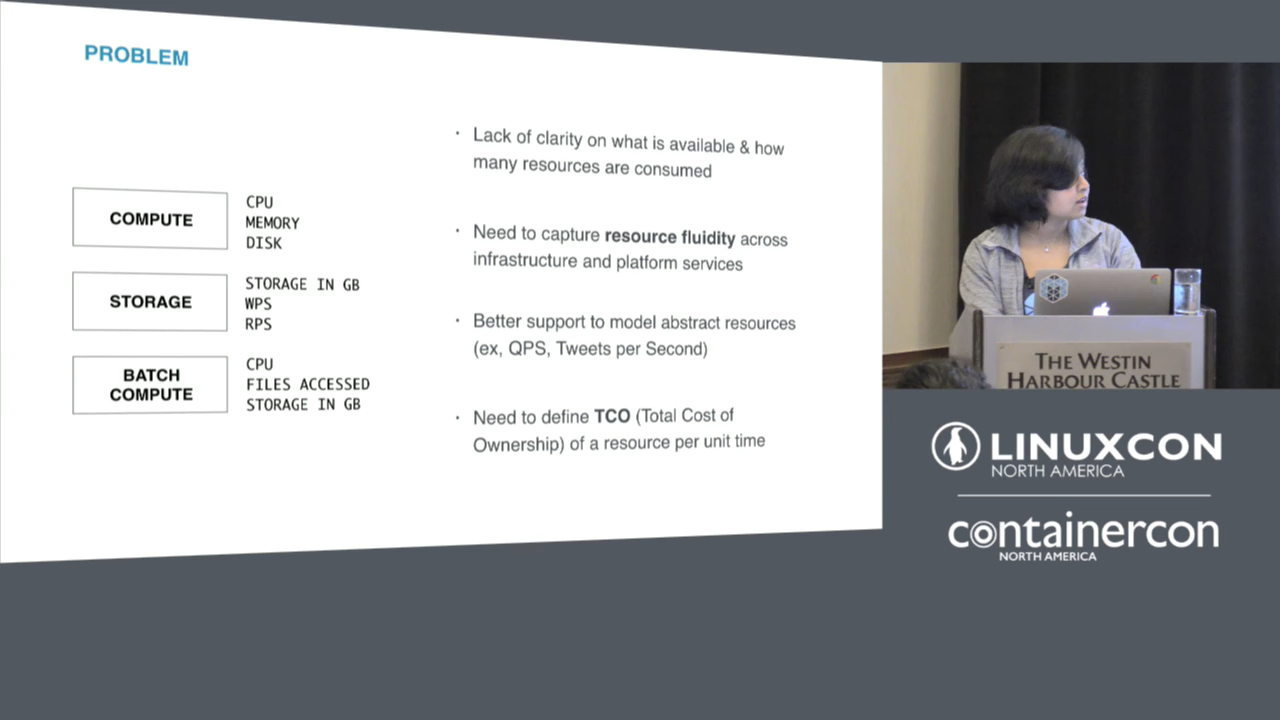 PROBLEM
COMPUTE
CPU
MEMORY
DISK
STORAGE
STORAGE IN GB
WPS
RPS
BATCH
COMPUTE
CPU
FILES ACCESSED
STORAGE IN GB
· Lack of clarity on what is available & how
many resources are consumed
· Need to capture resource fluidity across
infrastructure and platform services
· Better support to model abstract resources
(ex, QPS, Tweets per Second)
· Need to define TCO (Total Cost of
Ownership) of a resource per unit time
THE WESTIN
HARBOUR CASTLE
LINUXCON
NORTH AMERICA
containercon
NORTH AMERICA